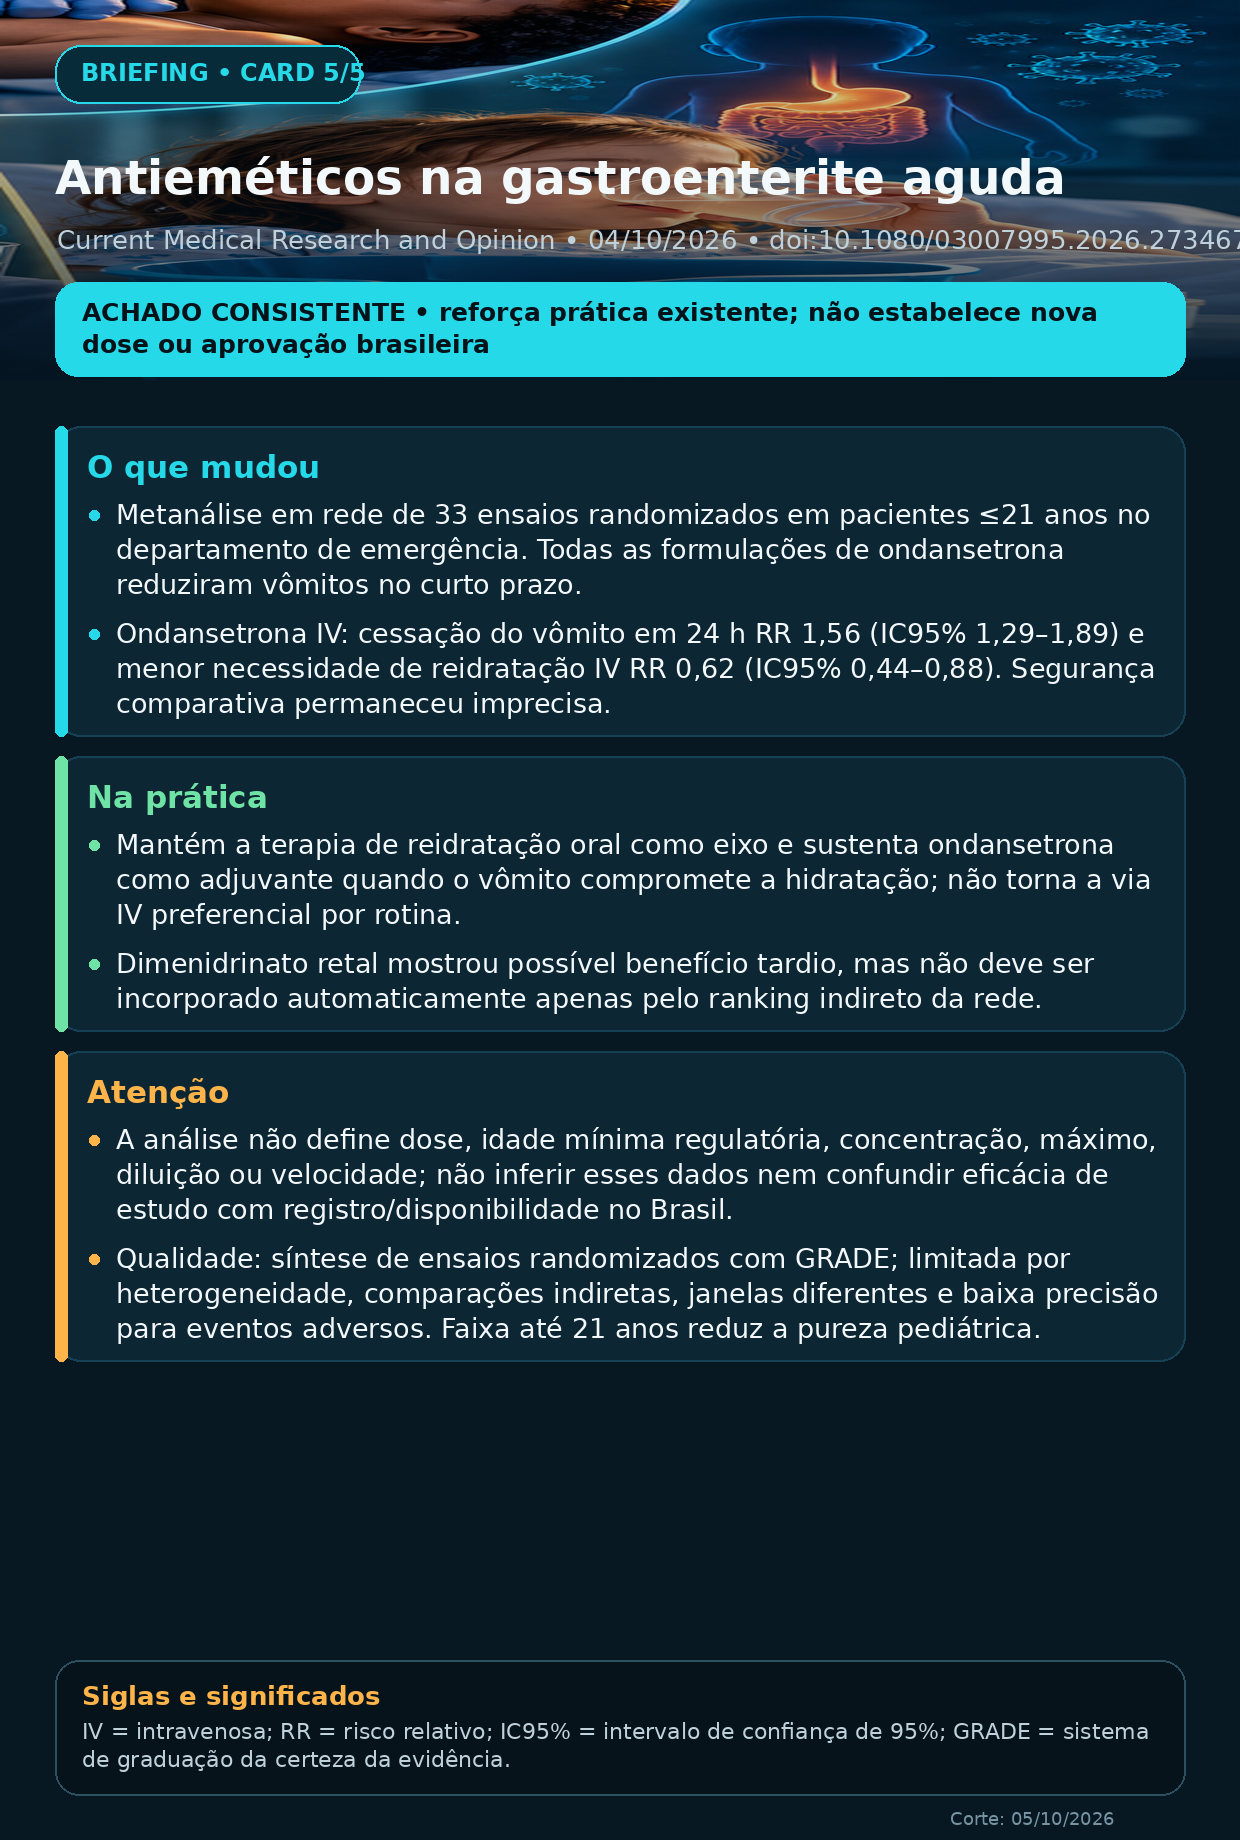 BRIEFING • CARD 5/5
Antieméticos na gastroenterite aguda
Current Medical Research and Opinion • 04/10/2026 • doi:10.1080/03007995.2026.273467
ACHADO CONSISTENTE • reforça prática existente; não estabelece nova
dose ou aprovação brasileira
O que mudou
• Metanálise em rede de 33 ensaios randomizados em pacientes ≤21 anos no
departamento de emergência. Todas as formulações de ondansetrona
reduziram vômitos no curto prazo.
• Ondansetrona IV: cessação do vômito em 24 h RR 1,56 (IC95% 1,29–1,89) e
menor necessidade de reidratação IV RR 0,62 (IC95% 0,44–0,88). Segurança
comparativa permaneceu imprecisa.
Na prática
• Mantém a terapia de reidratação oral como eixo e sustenta ondansetrona
como adjuvante quando o vômito compromete a hidratação; não torna a via
IV preferencial por rotina.
• Dimenidrinato retal mostrou possível benefício tardio, mas não deve ser
incorporado automaticamente apenas pelo ranking indireto da rede.
Atenção
• A análise não define dose, idade mínima regulatória, concentração, máximo,
diluição ou velocidade; não inferir esses dados nem confundir eficácia de
estudo com registro/disponibilidade no Brasil.
• Qualidade: síntese de ensaios randomizados com GRADE; limitada por
heterogeneidade, comparações indiretas, janelas diferentes e baixa precisão
para eventos adversos. Faixa até 21 anos reduz a pureza pediátrica.
Siglas e significados
IV = intravenosa; RR = risco relativo; IC95% = intervalo de confiança de 95%; GRADE = sistema
de graduação da certeza da evidência.
Corte: 05/10/2026